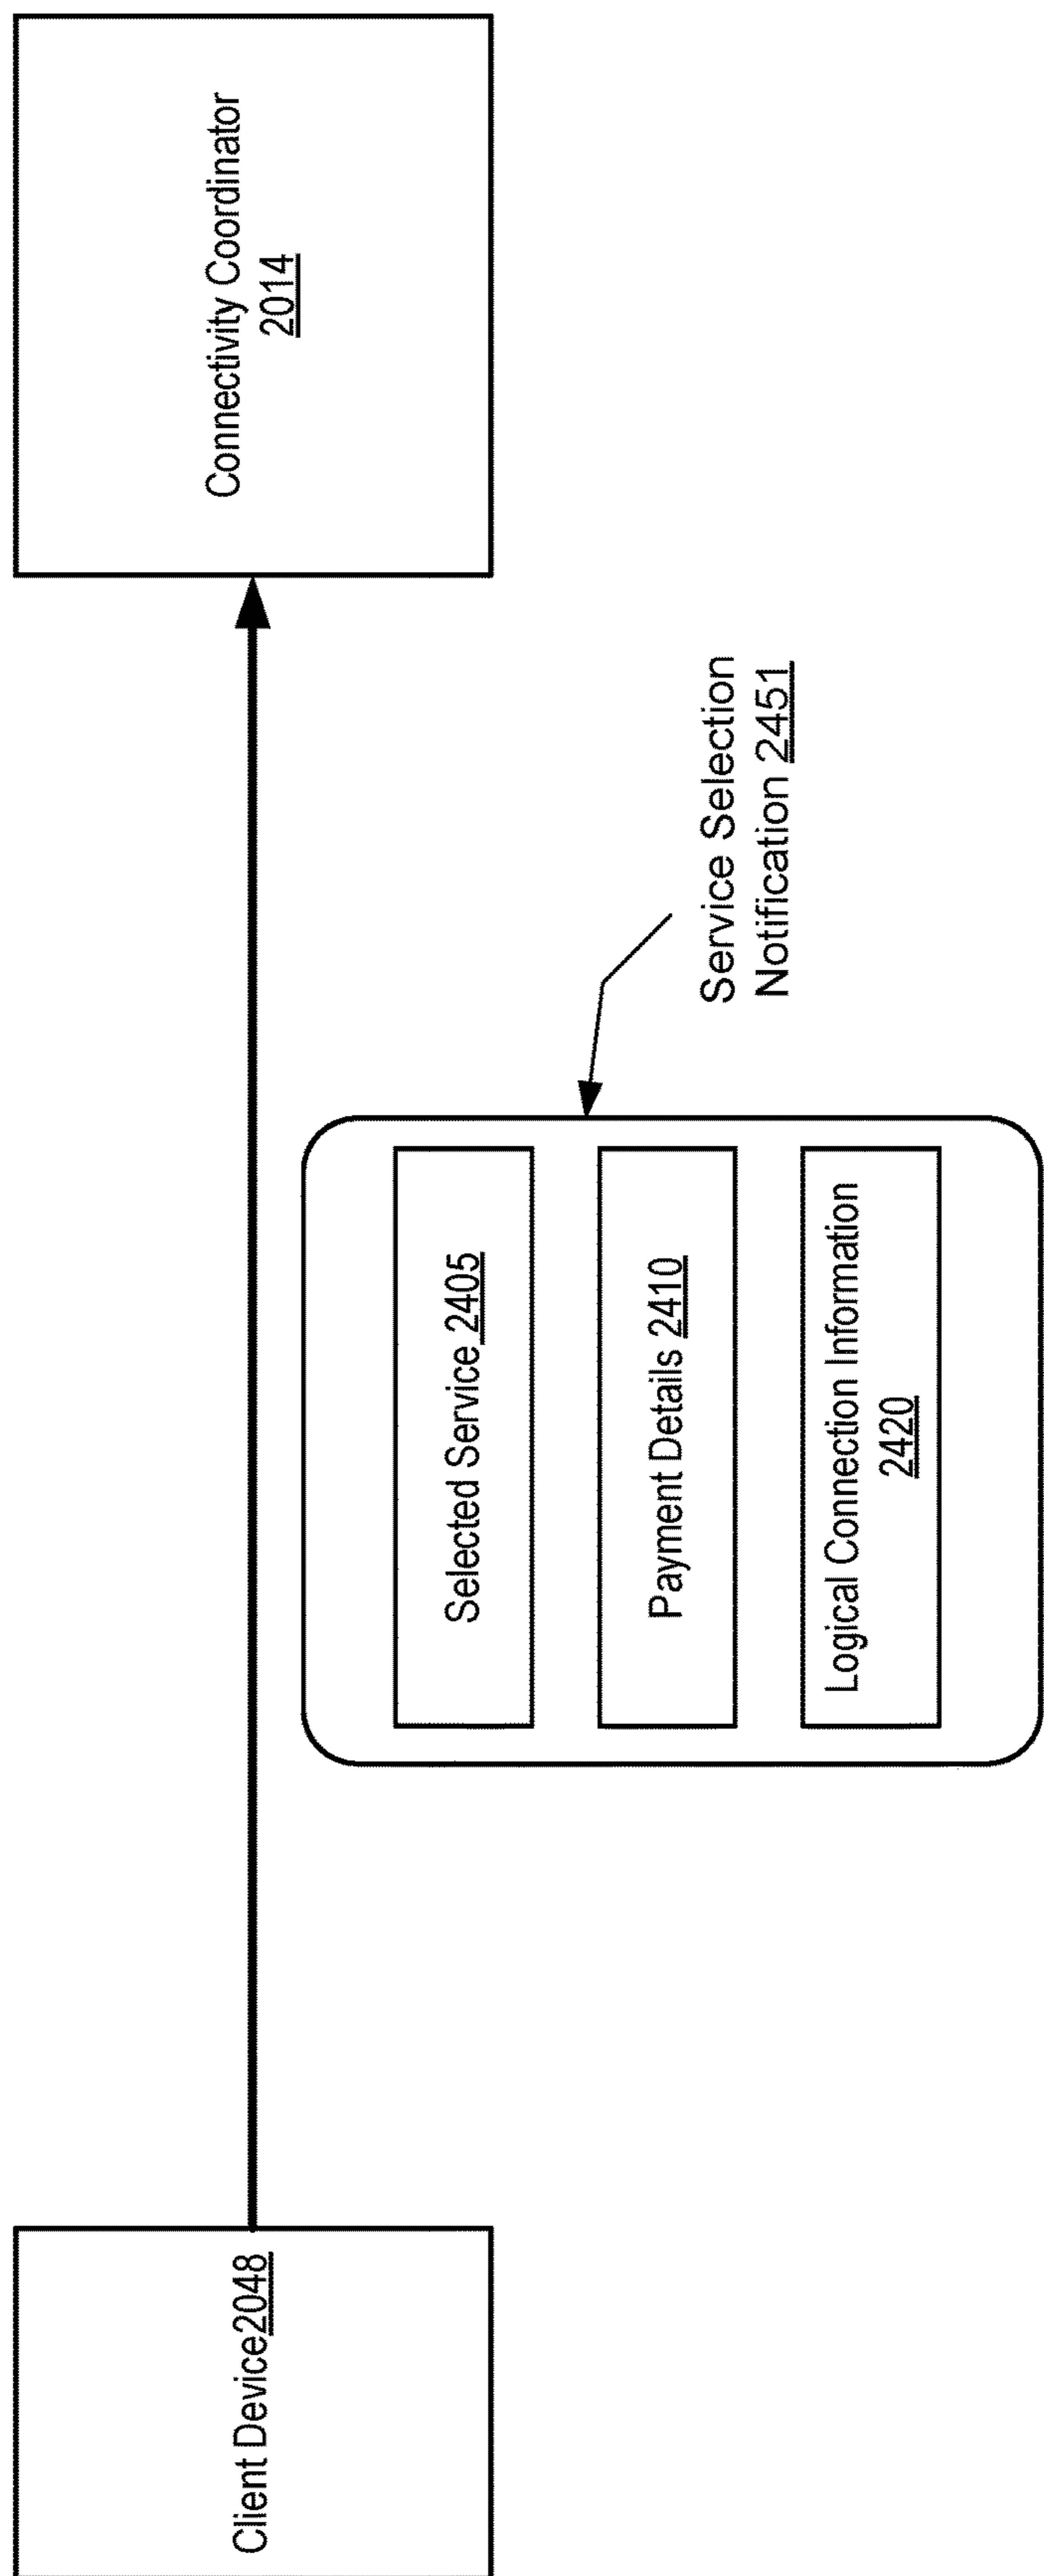 Client Device2048
Connectivity Coordinator
2014
Service Selection
Notification 2451
Selected Service 2405
Payment Details 2410
Logical Connection Information
2420